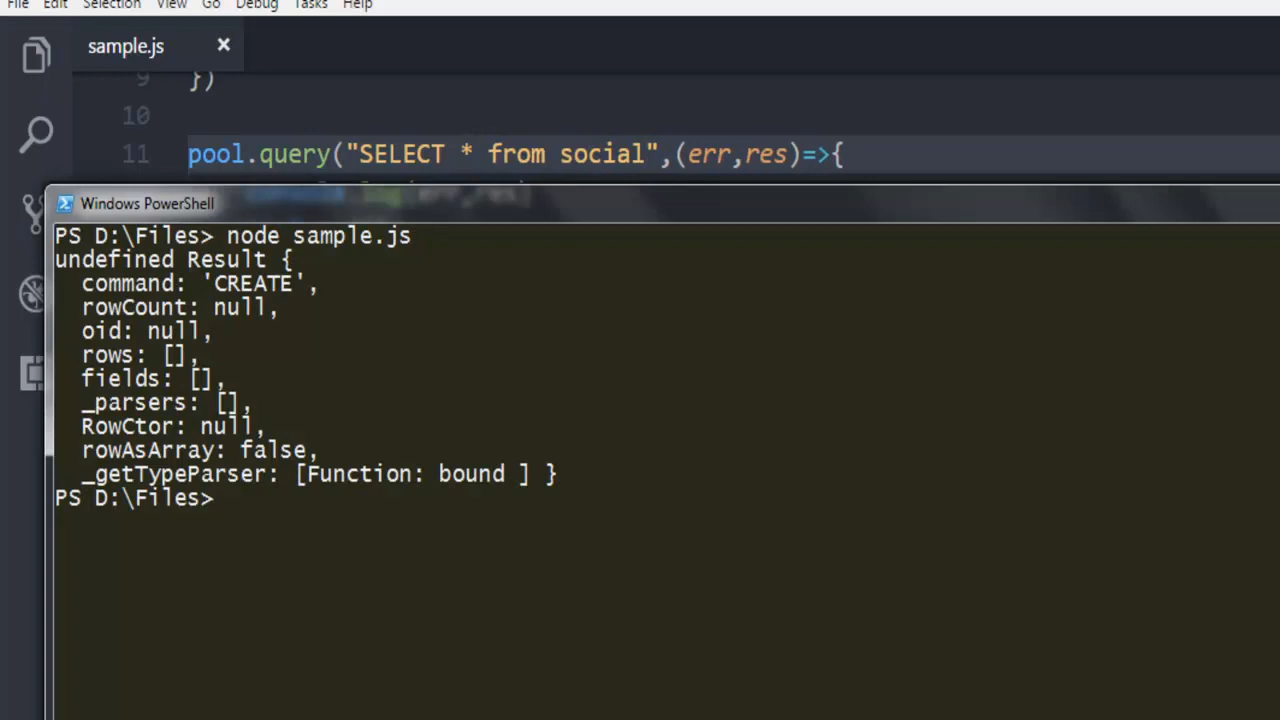 File Edit Selection View Go Debug Tasks Help
sample.js ×
9 })
10
11 pool.query("SELECT * from social",(err,res)=>{
Windows PowerShell
PS D:\Files> node sample.js
undefined Result {
command: 'CREATE',
rowCount: null,
oid: null,
rows: [],
fields: [],
_parsers: [],
RowCtor: null,
rowAsArray: false,
_getTypeParser: [Function: bound ] }
PS D:\Files>